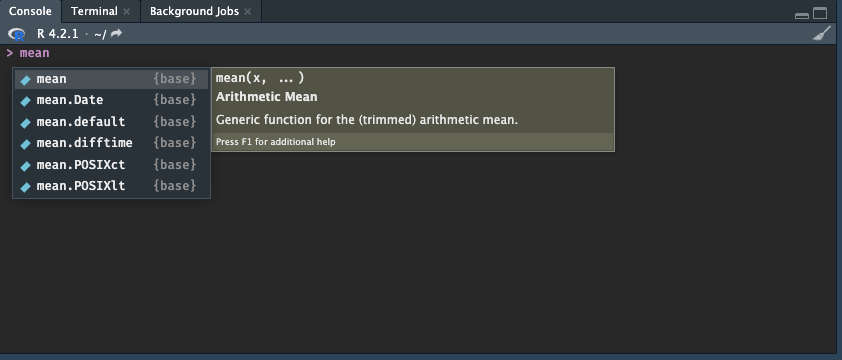 Console Terminal × Background Jobs ×
R 4.2.1 · ~/
> mean
mean {base}
mean.Date {base}
mean.default {base}
mean.difftime {base}
mean.POSIXct {base}
mean.POSIXlt {base}
mean(x, ...)
Arithmetic Mean
Generic function for the (trimmed) arithmetic mean.
Press F1 for additional help